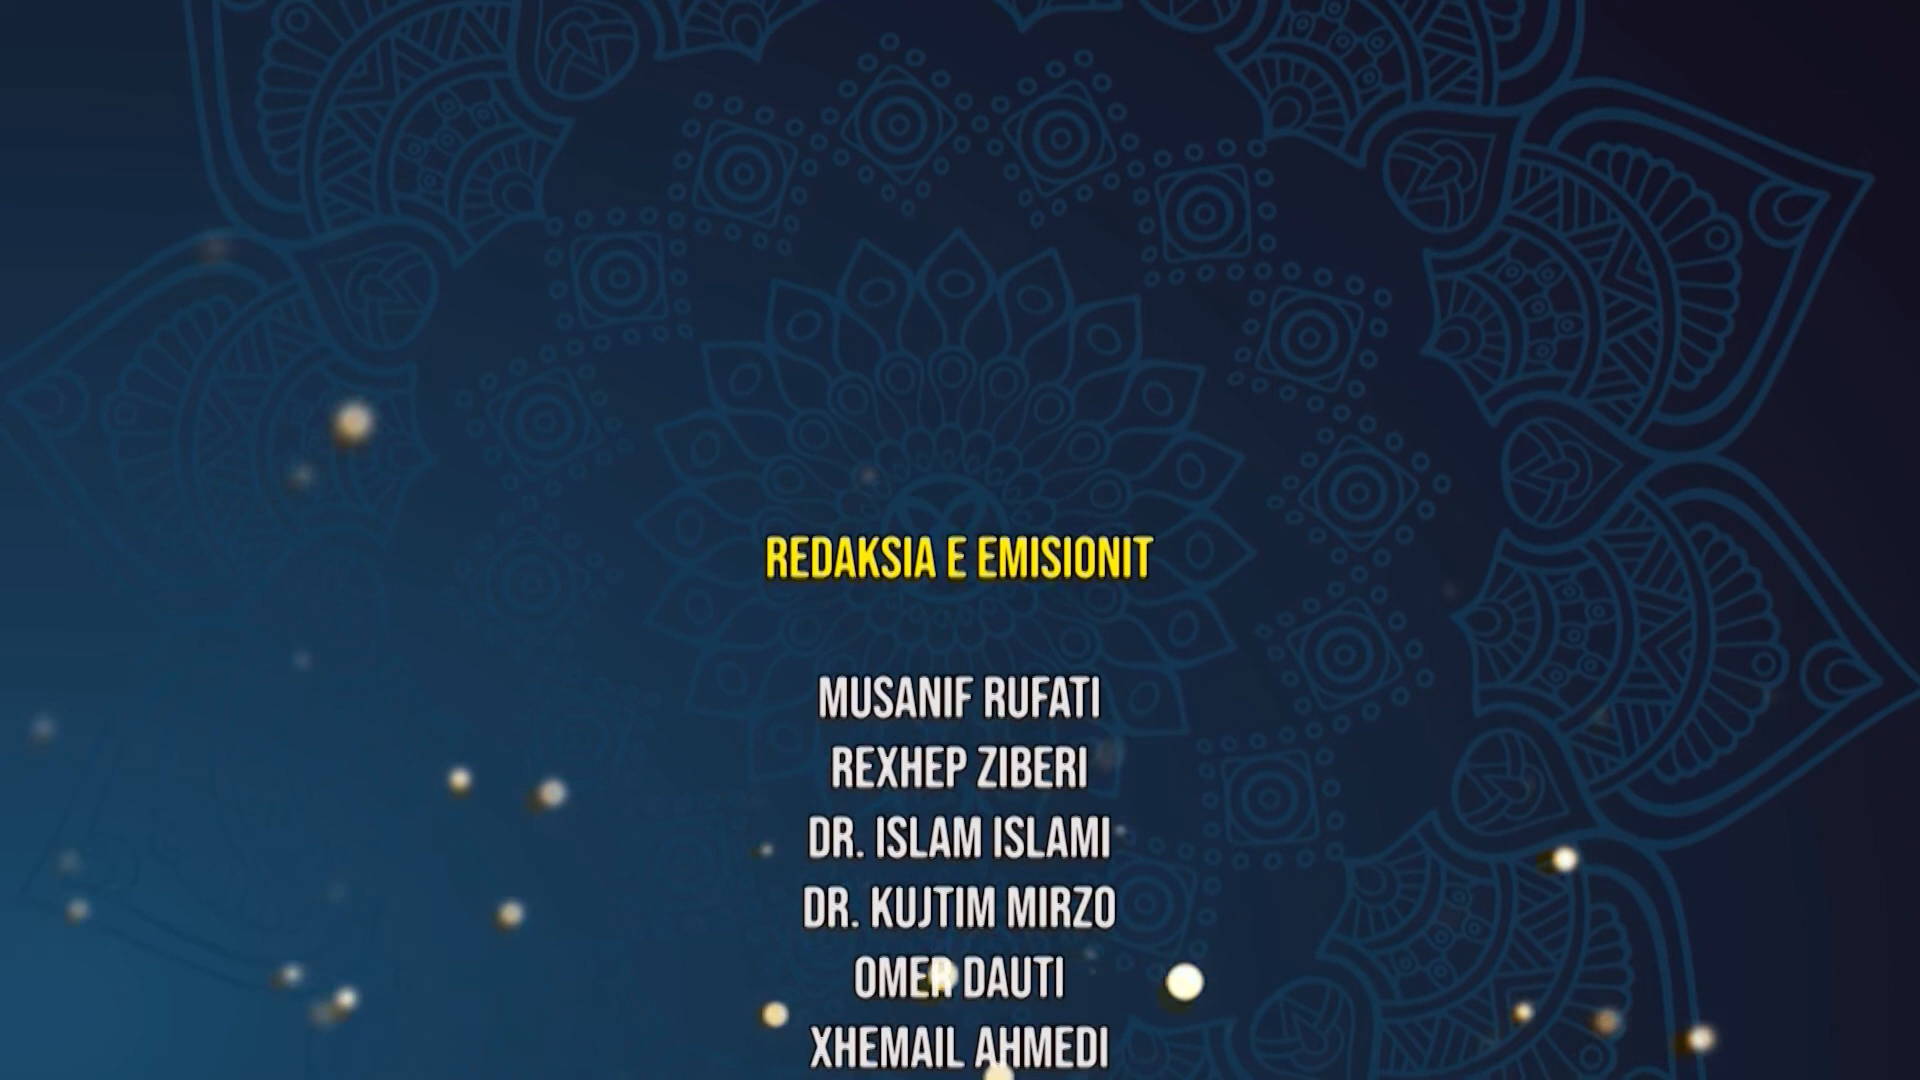 REDAKSIA E EMISIONIT
MUSANIF RUFATI
REXHEP ZIBERI
DR. ISLAM ISLAMI
DR. KUJTIM MIRZO
OMER DAUTI
XHEMAIL AHMEDI